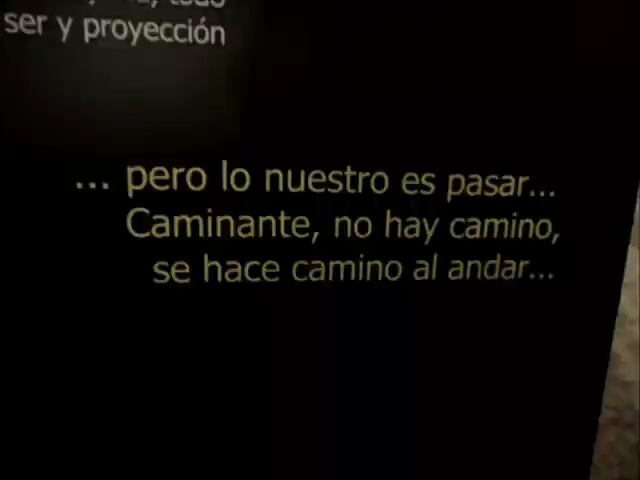 ser y proyección
... pero lo nuestro es pasar...
Caminante, no hay camino,
se hace camino al andar...